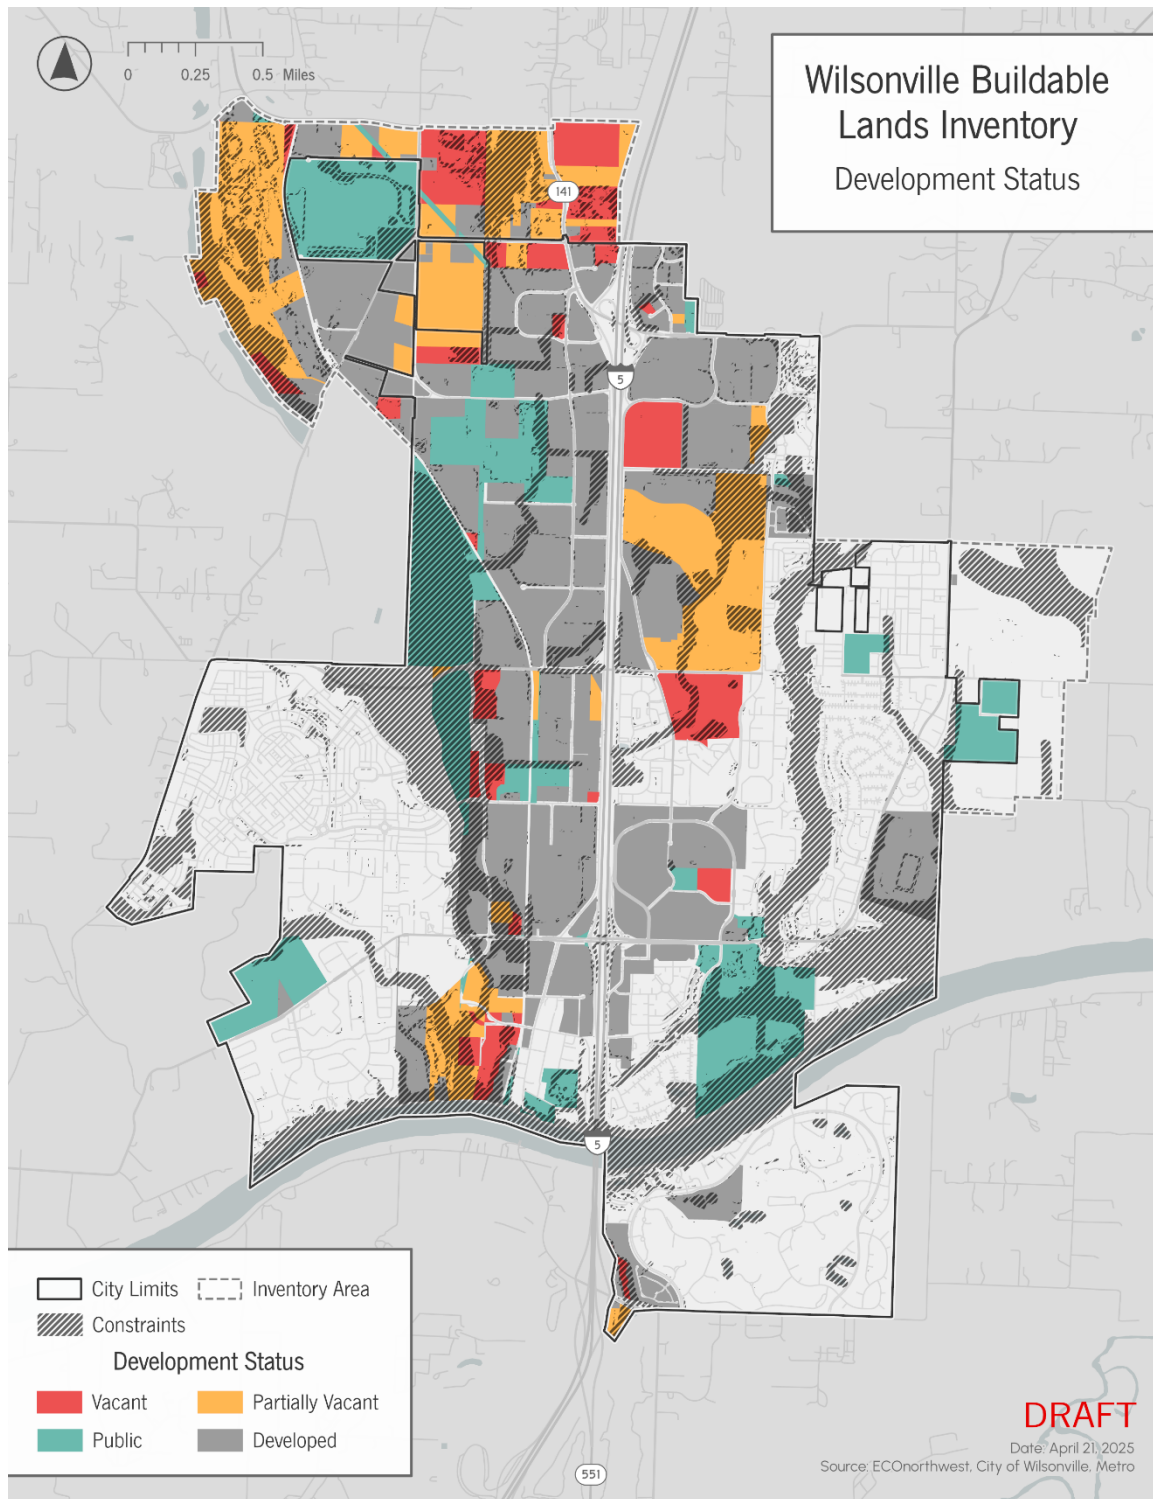 Wilsonville Buildable
Lands Inventory
Development Status
0 0.25 0.5 Miles
141
5
5
551
City Limits
Inventory Area
Constraints
Development Status
Vacant
Partially Vacant
Public
Developed
DRAFT
Date: April 21, 2025
Source: ECOnorthwest, City of Wilsonville, Metro